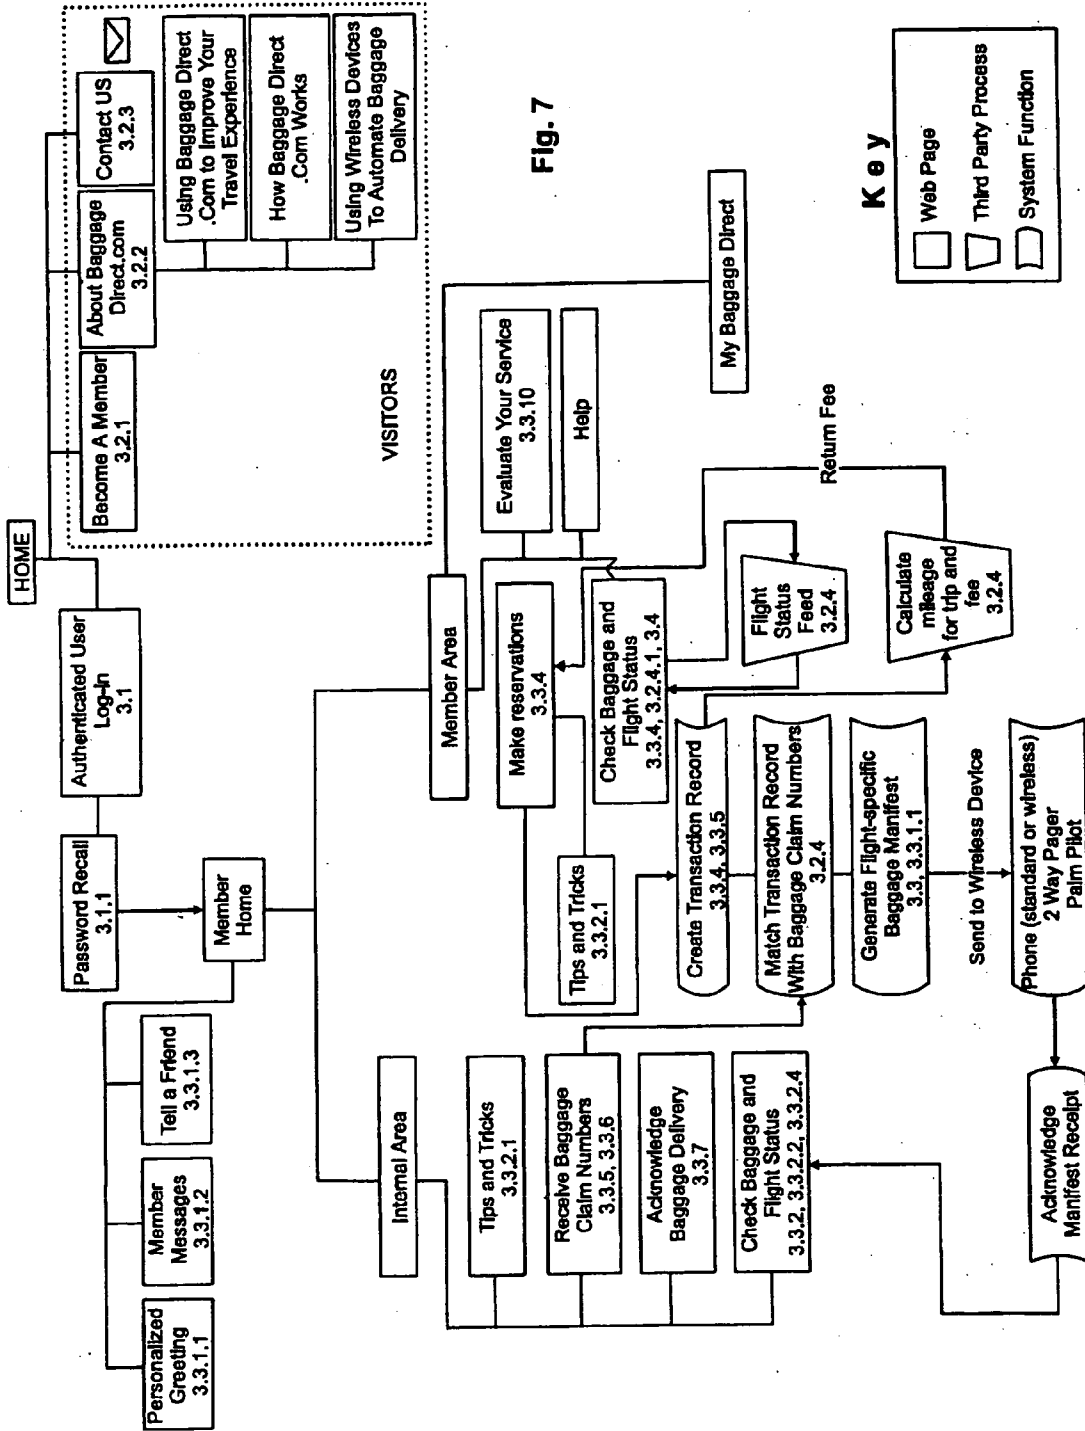 HOME
Authenticated User
Log-In
3.1
Password Recall
3.1.1
Member
Home
Personalized
Greeting
3.3.1.1
Member
Messages
3.3.1.2
Tell a Friend
3.3.1.3
Become A Member
3.2.1
About Baggage
Direct.com
3.2.2
Contact US
3.2.3
Using Baggage Direct
.Com to Improve Your
Travel Experience
How Baggage Direct
.Com Works
Using Wireless Devices
To Automate Baggage
Delivery
VISITORS
Internal Area
Tips and Tricks
3.3.2.1
Receive Baggage
Claim Numbers
3.3.5, 3.3.6
Acknowledge
Baggage Delivery
3.3.7
Check Baggage and
Flight Status
3.3.2, 3.3.2.2, 3.3.2.4
Member Area
Make reservations
3.3.4
Tips and Tricks
3.3.2.1
Evaluate Your Service
3.3.10
Help
Check Baggage and
Flight Status
3.3.4, 3.2.4.1, 3.4
Flight
Status
Feed
3.2.4
My Baggage Direct
Create Transaction Record
3.3.4, 3.3.5
Match Transaction Record
With Baggage Claim Numbers
3.2.4
Generate Flight-specific
Baggage Manifest
3.3, 3.3.1.1
Send to Wireless Device
Phone (standard or wireless)
2 Way Pager
Palm Pilot
Acknowledge
Manifest Receipt
Calculate
mileage
for trip and
fee
3.2.4
Return Fee
Fig. 7
Key
Web Page
Third Party Process
System Function